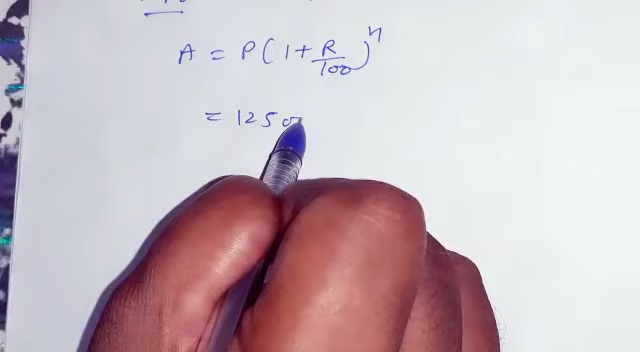 A = P(1 + R/100)^n
= 1250